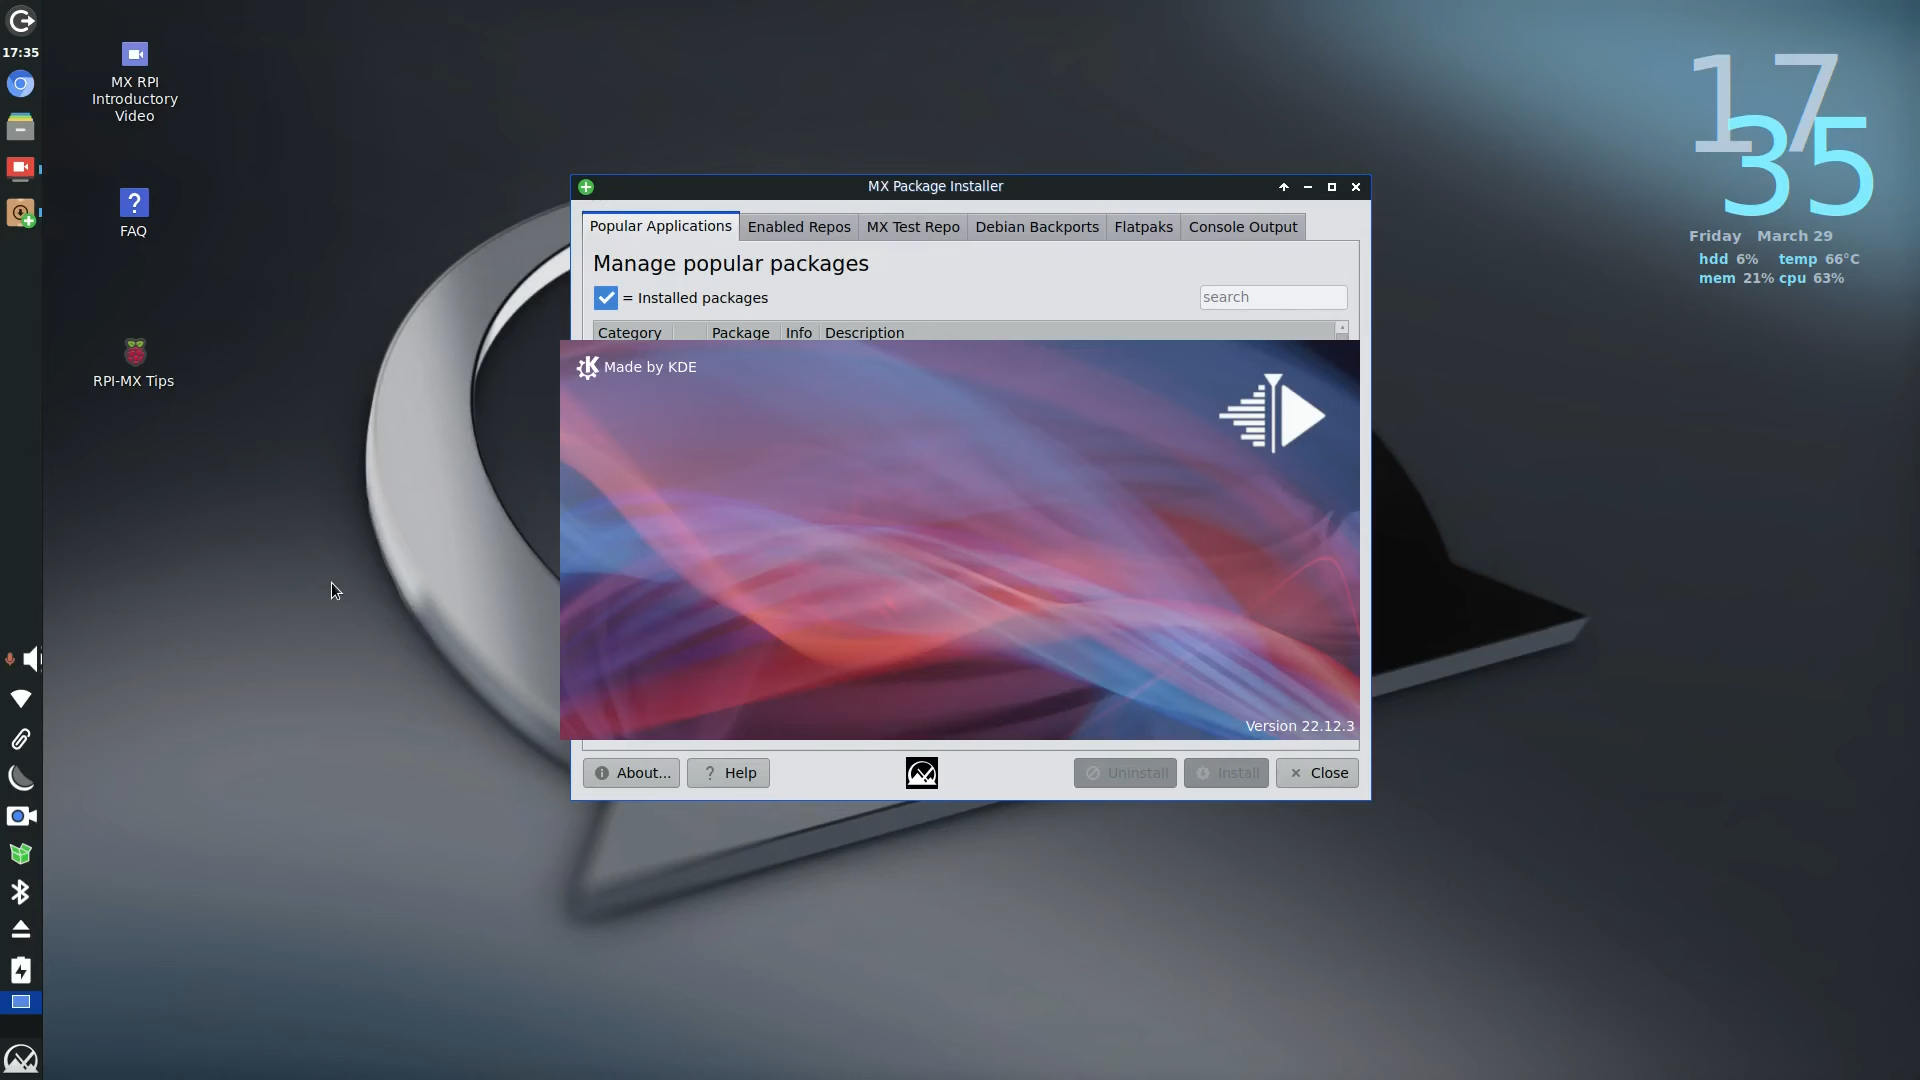 17:35
MX RPI
Introductory
Video
FAQ
RPI-MX Tips
MX Package Installer
Popular Applications
Enabled Repos
MX Test Repo
Debian Backports
Flatpaks
Console Output
Manage popular packages
= Installed packages
search
Category
Package
Info
Description
Made by KDE
Version 22.12.3
About...
? Help
Uninstall
Install
Close
17
35
Friday March 29
hdd 6% temp 66°C
mem 21% cpu 63%